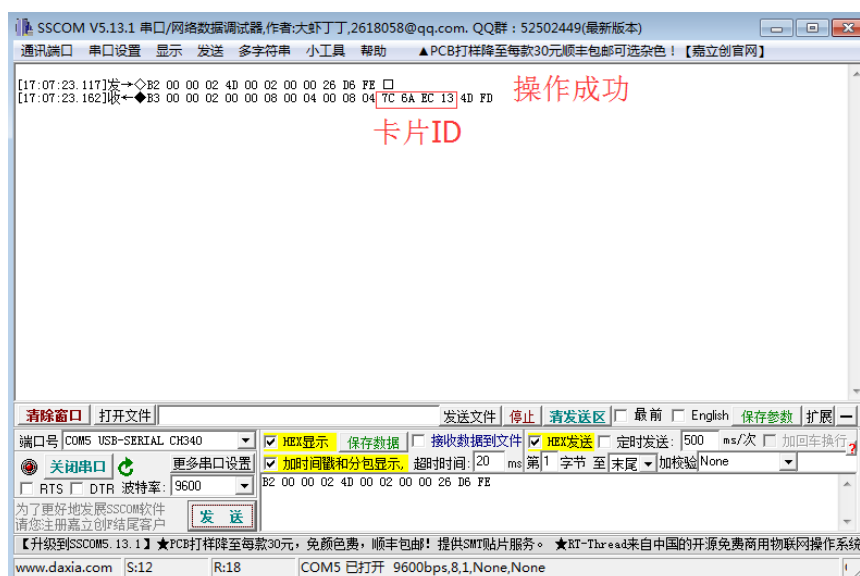 SSCOM V5.13.1 串口/网络数据调试器,作者:大虾丁丁,2618058@qq.com. QQ群：52502449(最新版本)
通讯端口 串口设置 显示 发送 多字符串 小工具 帮助 ▲PCB打样降至每款30元顺丰包邮可选杂色！【嘉立创官网】
[17:07:23.117]发→◇B2 00 00 02 4D 00 02 00 00 26 D6 FE □
[17:07:23.162]收←◆B3 00 00 02 00 00 08 00 04 00 08 04 7C 6A EC 13 4D FD
操作成功
卡片ID
清除窗口 打开文件 发送文件 停止 清发送区 最前 English 保存参数 扩展 —
端口号 COM5 USB-SERIAL CH340 HEX显示 保存数据 接收数据到文件 HEX发送 定时发送: 500 ms/次 加回车换行
关闭串口 更多串口设置 加时间戳和分包显示, 超时时间: 20 ms 第1 字节 至 末尾 加校验 None
RTS DTR 波特率: 9600
B2 00 00 02 4D 00 02 00 00 26 D6 FE
为了更好地发展SSCOM软件
请您注册嘉立创F结尾客户
发 送
【升级到SSCOM5.13.1】★PCB打样降至每款30元，免颜色费，顺丰包邮！提供SMT贴片服务。 ★RT-Thread来自中国的开源免费商用物联网操作系统
www.daxia.com S:12 R:18 COM5 已打开 9600bps,8,1,None,None